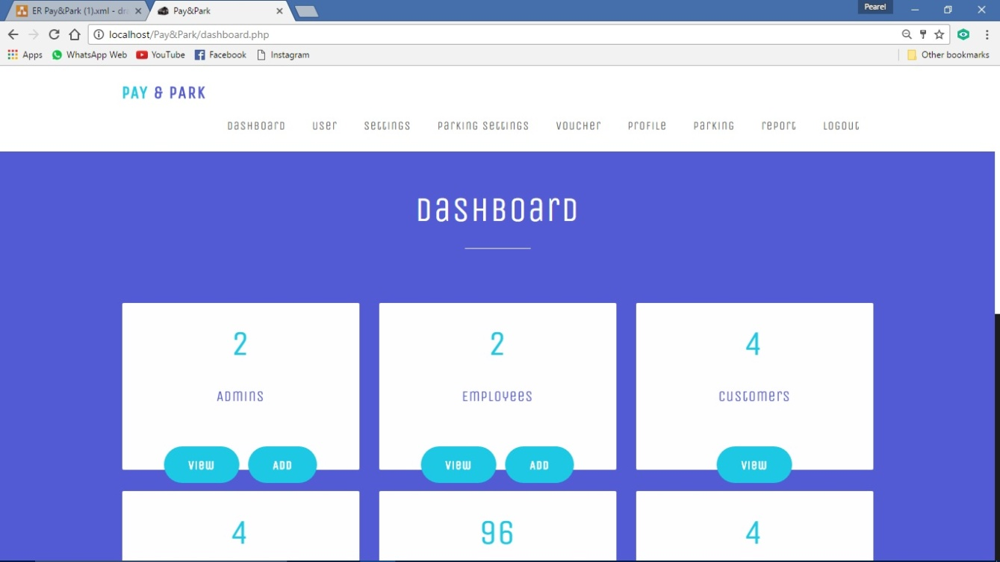 ER Pay&Park (1).xml - dra
Pay&Park
Pearel
localhost/Pay&Park/dashboard.php
Apps
WhatsApp Web
YouTube
Facebook
Instagram
Other bookmarks
PAY & PARK
DASHBOARD USER SETTINGS PARKING SETTINGS VOUCHER PROFILE PARKING REPORT LOGOUT
DASHBOARD
2
ADMINS
VIEW ADD
2
EMPLOYEES
VIEW ADD
4
CUSTOMERS
VIEW
4
96
4